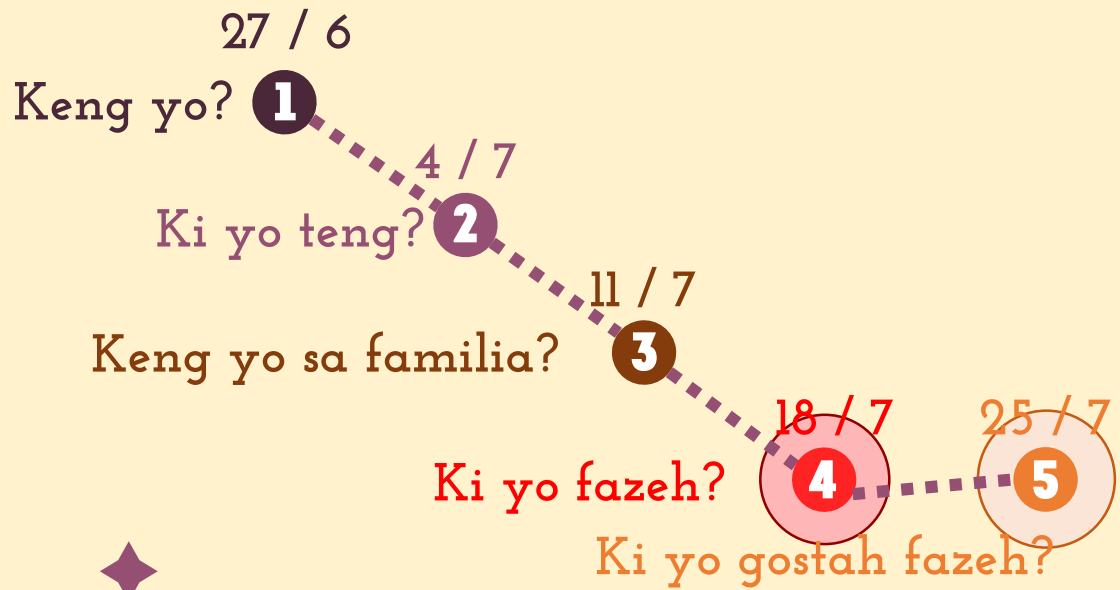 27 / 6
Keng yo? 1
4 / 7
Ki yo teng? 2
11 / 7
Keng yo sa familia? 3
18 / 7
25 / 7
Ki yo fazeh? 4
5
Ki yo gostah fazeh?